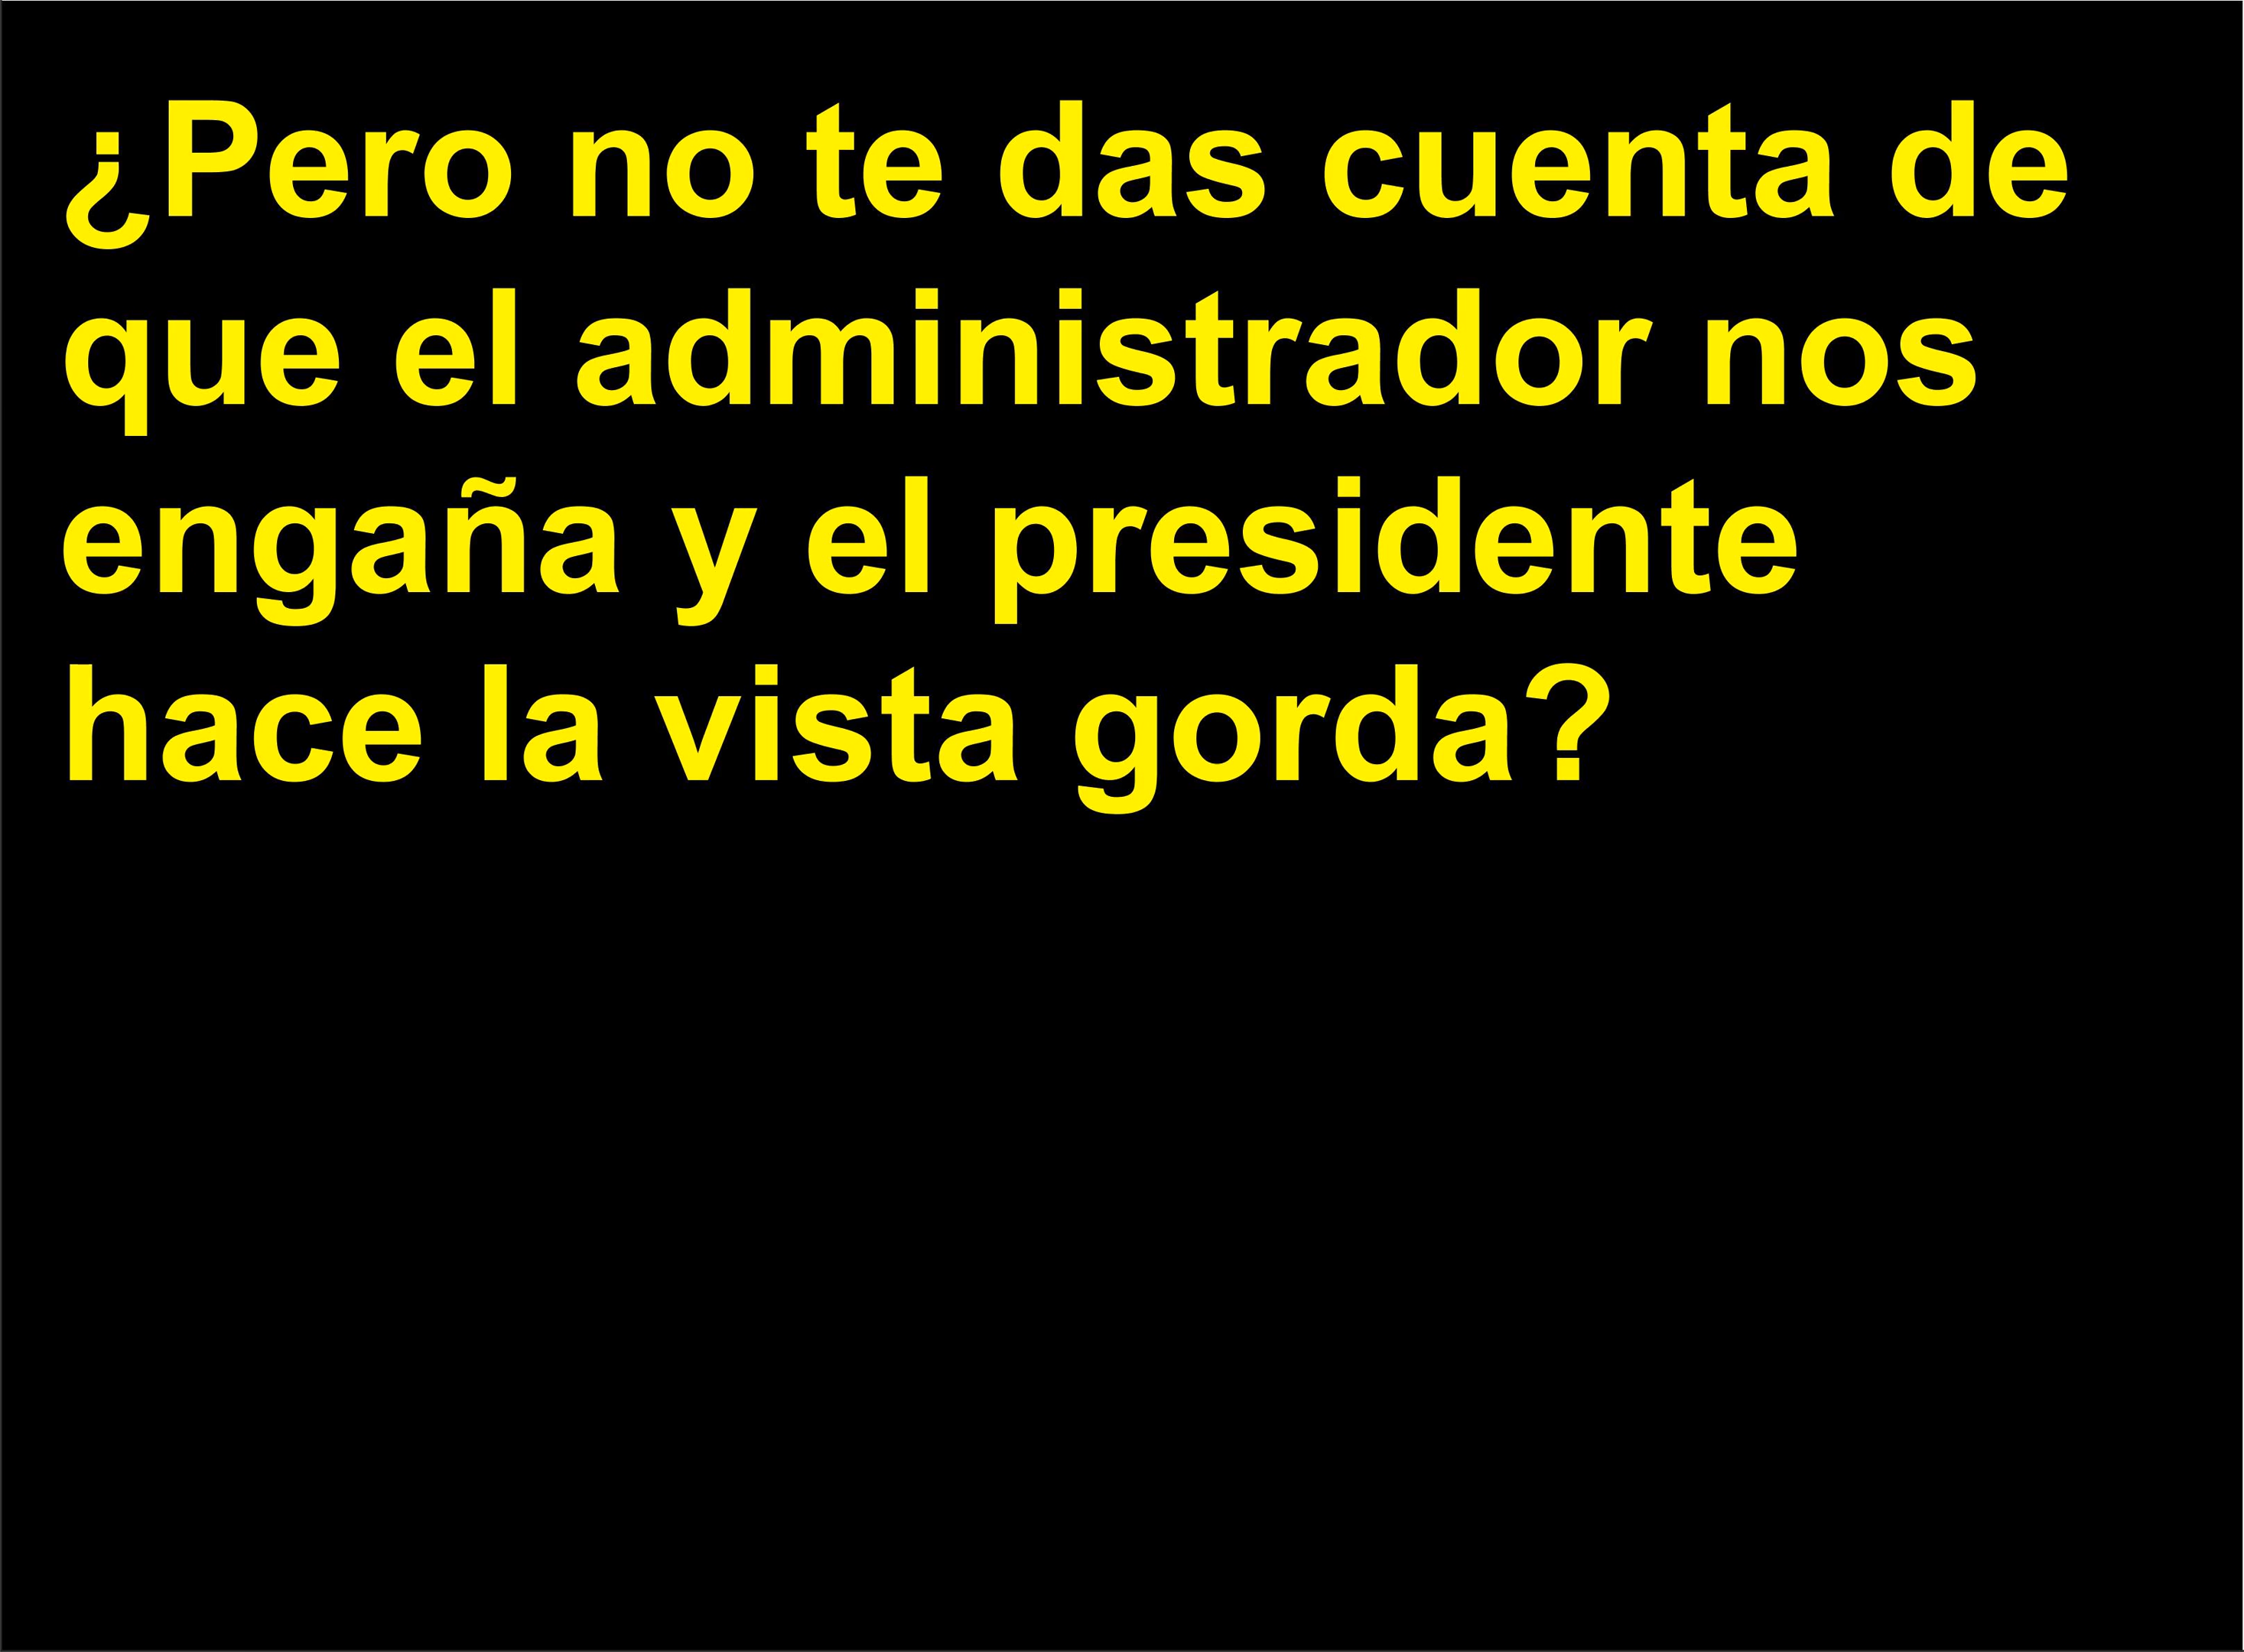 ¿Pero no te das cuenta de
que el administrador nos
engaña y el presidente
hace la vista gorda?